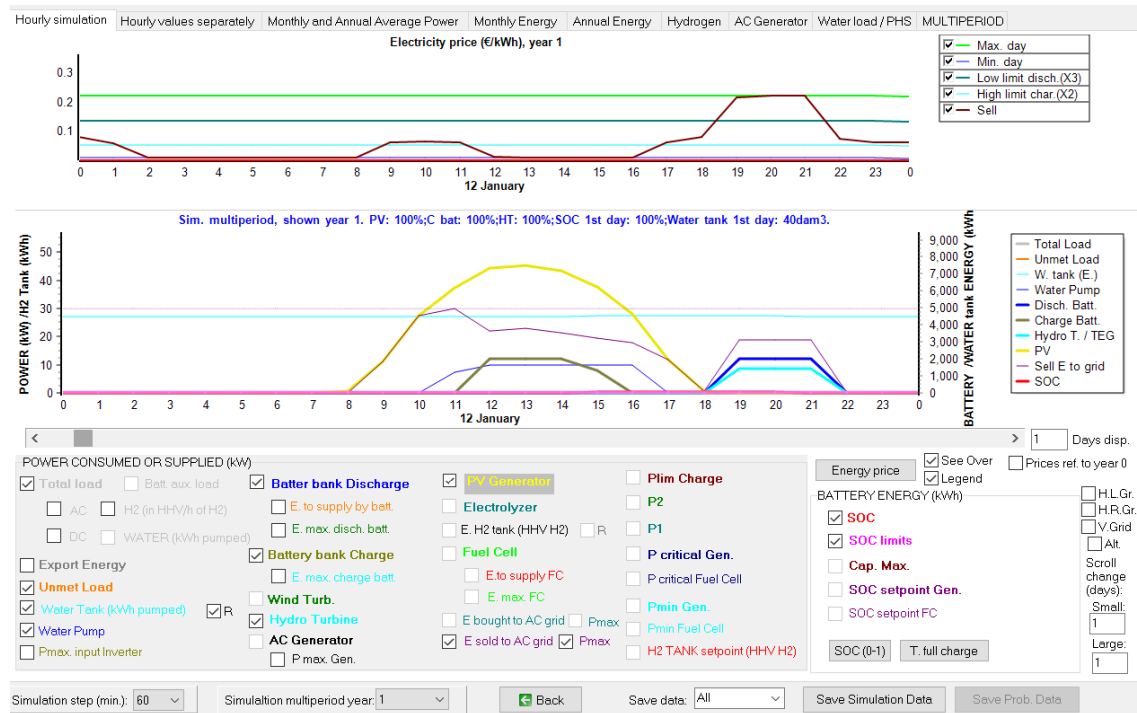 Hourly simulation Hourly values separately Monthly and Annual Average Power Monthly Energy Annual Energy Hydrogen AC Generator Water load / PHS MULTIPERIOD
Electricity price (€/kWh), year 1
0.3
0.2
0.1
0 1 2 3 4 5 6 7 8 9 10 11 12 13 14 15 16 17 18 19 20 21 22 23 0
12 January
Max. day
Min. day
Low limit disch.(X3)
High limit char.(X2)
Sell
Sim. multiperiod, shown year 1. PV: 100%;C bat: 100%;HT: 100%;SOC 1st day: 100%;Water tank 1st day: 40dam3.
POWER (kW) /H2 Tank (kWh)
50
40
30
20
10
0
9,000
8,000
7,000
6,000
5,000
4,000
3,000
2,000
1,000
0
BATTERY /WATER tank ENERGY (kWh
0 1 2 3 4 5 6 7 8 9 10 11 12 13 14 15 16 17 18 19 20 21 22 23 0
12 January
Total Load
Unmet Load
W. tank (E.)
Water Pump
Disch. Batt.
Charge Batt.
Hydro T. / TEG
PV
Sell E to grid
SOC
1 Days disp.
POWER CONSUMED OR SUPPLIED (kW)
Total load Batt. aux. load
AC H2 (in HHV/h of H2)
DC WATER (kWh pumped)
Export Energy
Unmet Load
Water Tank (kWh pumped) R
Water Pump
Pmax. input Inverter
Batter bank Discharge
E. to supply by batt.
E. max. disch. batt.
Battery bank Charge
E. max. charge batt.
Wind Turb.
Hydro Turbine
AC Generator
P max. Gen.
PV Generator
Electrolyzer
E. H2 tank (HHV H2) R
Fuel Cell
E.to supply FC
E. max. FC
E bought to AC grid Pmax
E sold to AC grid Pmax
Plim Charge
P2
P1
P critical Gen.
P critical Fuel Cell
Pmin Gen.
Pmin Fuel Cell
H2 TANK setpoint (HHV H2)
Energy price
See Over
Legend
Prices ref. to year 0
BATTERY ENERGY (kWh)
SOC
SOC limits
Cap. Max.
SOC setpoint Gen.
SOC setpoint FC
SOC (0-1) T. full charge
H.L.Gr.
H.R.Gr.
V.Grid
Alt.
Scroll
change
(days):
Small:
1
Large:
1
Simulation step (min.): 60 Simulaltion multiperiod year: 1 Back Save data: All Save Simulation Data Save Prob. Data